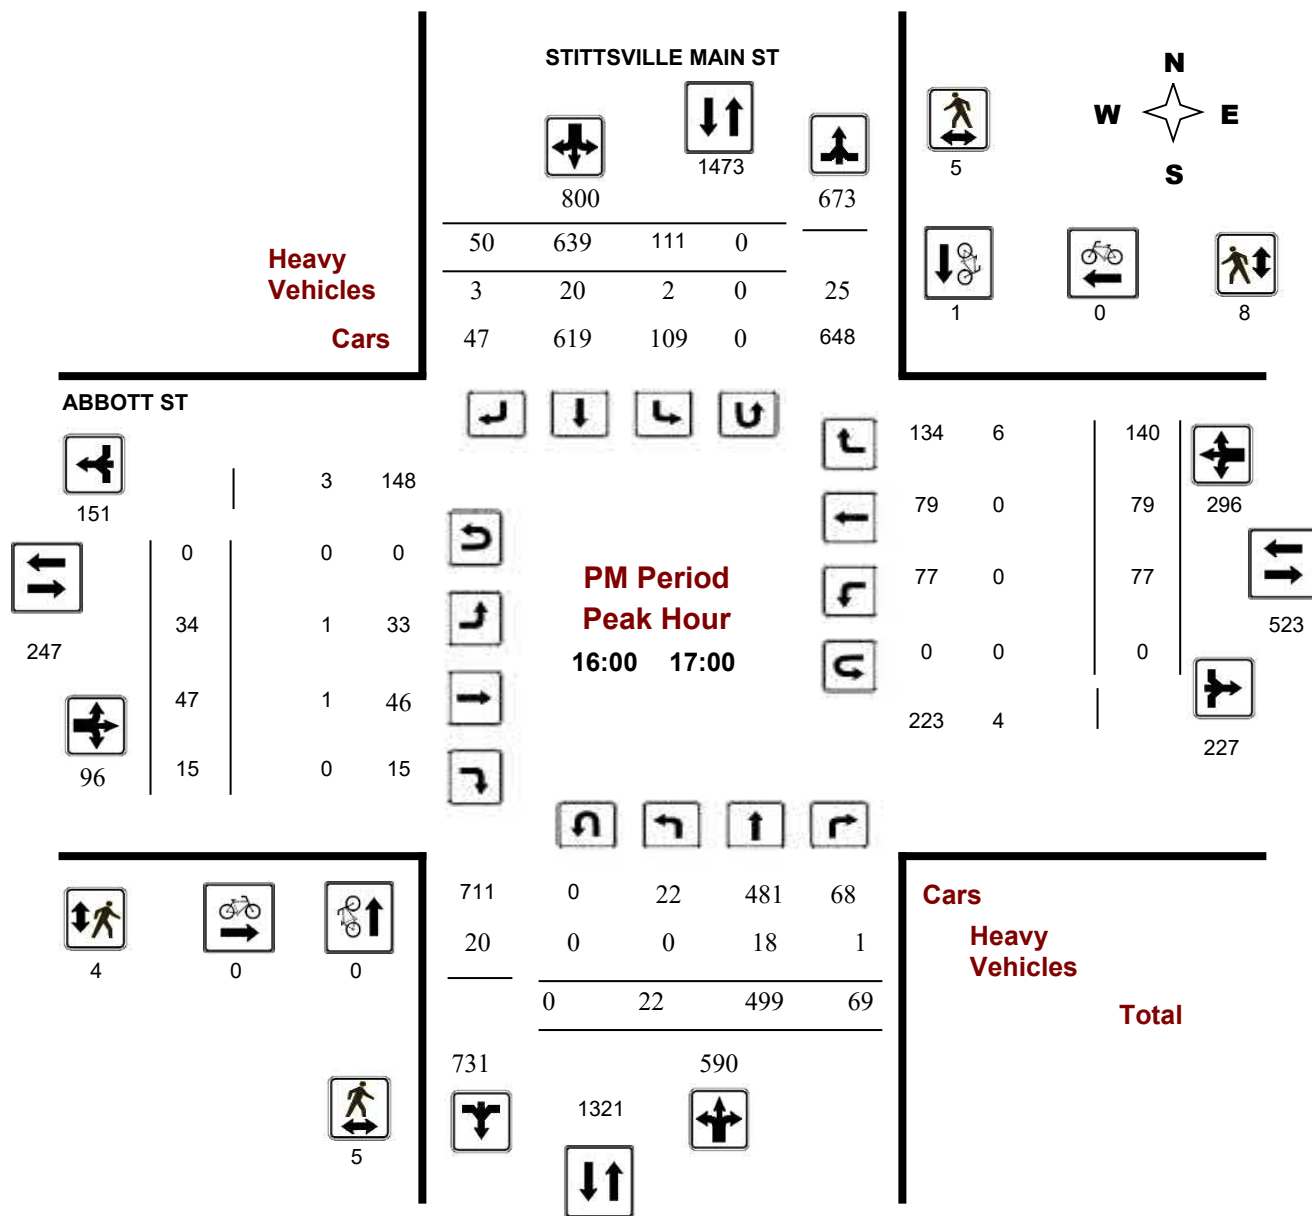 STITTSVILLE MAIN ST
N
W E
S
1473
5
800 673
50 639 111 0
Heavy
Vehicles
3 20 2 0 25
1 0 8
Cars
47 619 109 0 648
ABBOTT ST
134 6 140
3 148
151
79 0 79 296
0 0 0
PM Period
77 0 77
Peak Hour
34 1 33
523
247
16:00 17:00
0 0 0
47 1 46
223 4
227
96
15 0 15
711 0 22 481 68
Cars
20 0 0 18 1
Heavy
Vehicles
4 0 0
0 22 499 69
Total
731 590
1321
5